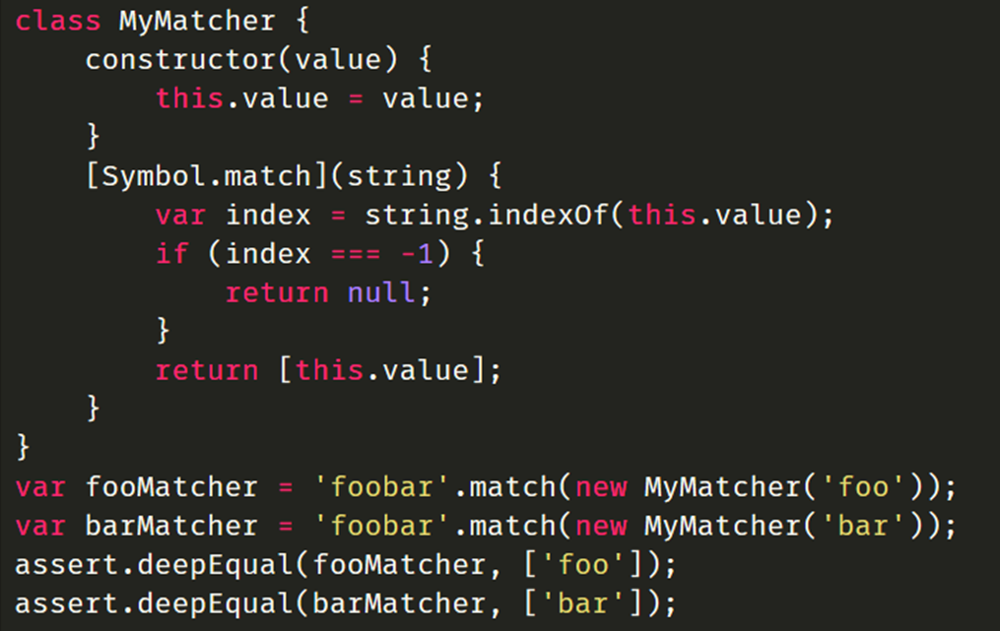 class MyMatcher {
    constructor(value) {
        this.value = value;
    }
    [Symbol.match](string) {
        var index = string.indexOf(this.value);
        if (index === -1) {
            return null;
        }
        return [this.value];
    }
}
var fooMatcher = 'foobar'.match(new MyMatcher('foo'));
var barMatcher = 'foobar'.match(new MyMatcher('bar'));
assert.deepEqual(fooMatcher, ['foo']);
assert.deepEqual(barMatcher, ['bar']);